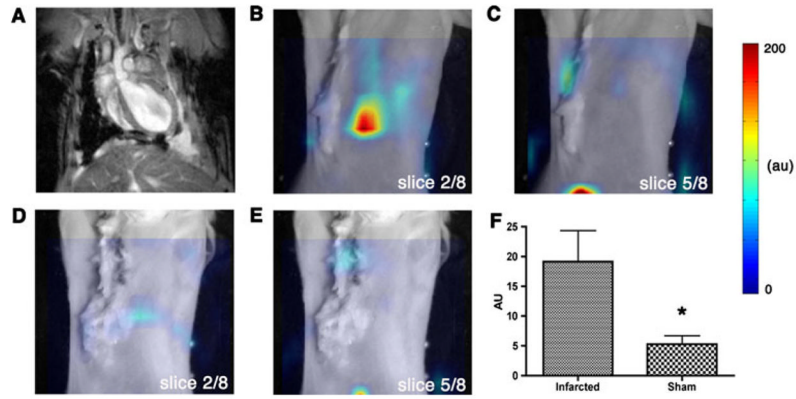 A
B
slice 2/8
C
slice 5/8
200
(au)
0
D
slice 2/8
E
slice 5/8
F
25
20
15
10
5
0
AU
*
Infarcted
Sham